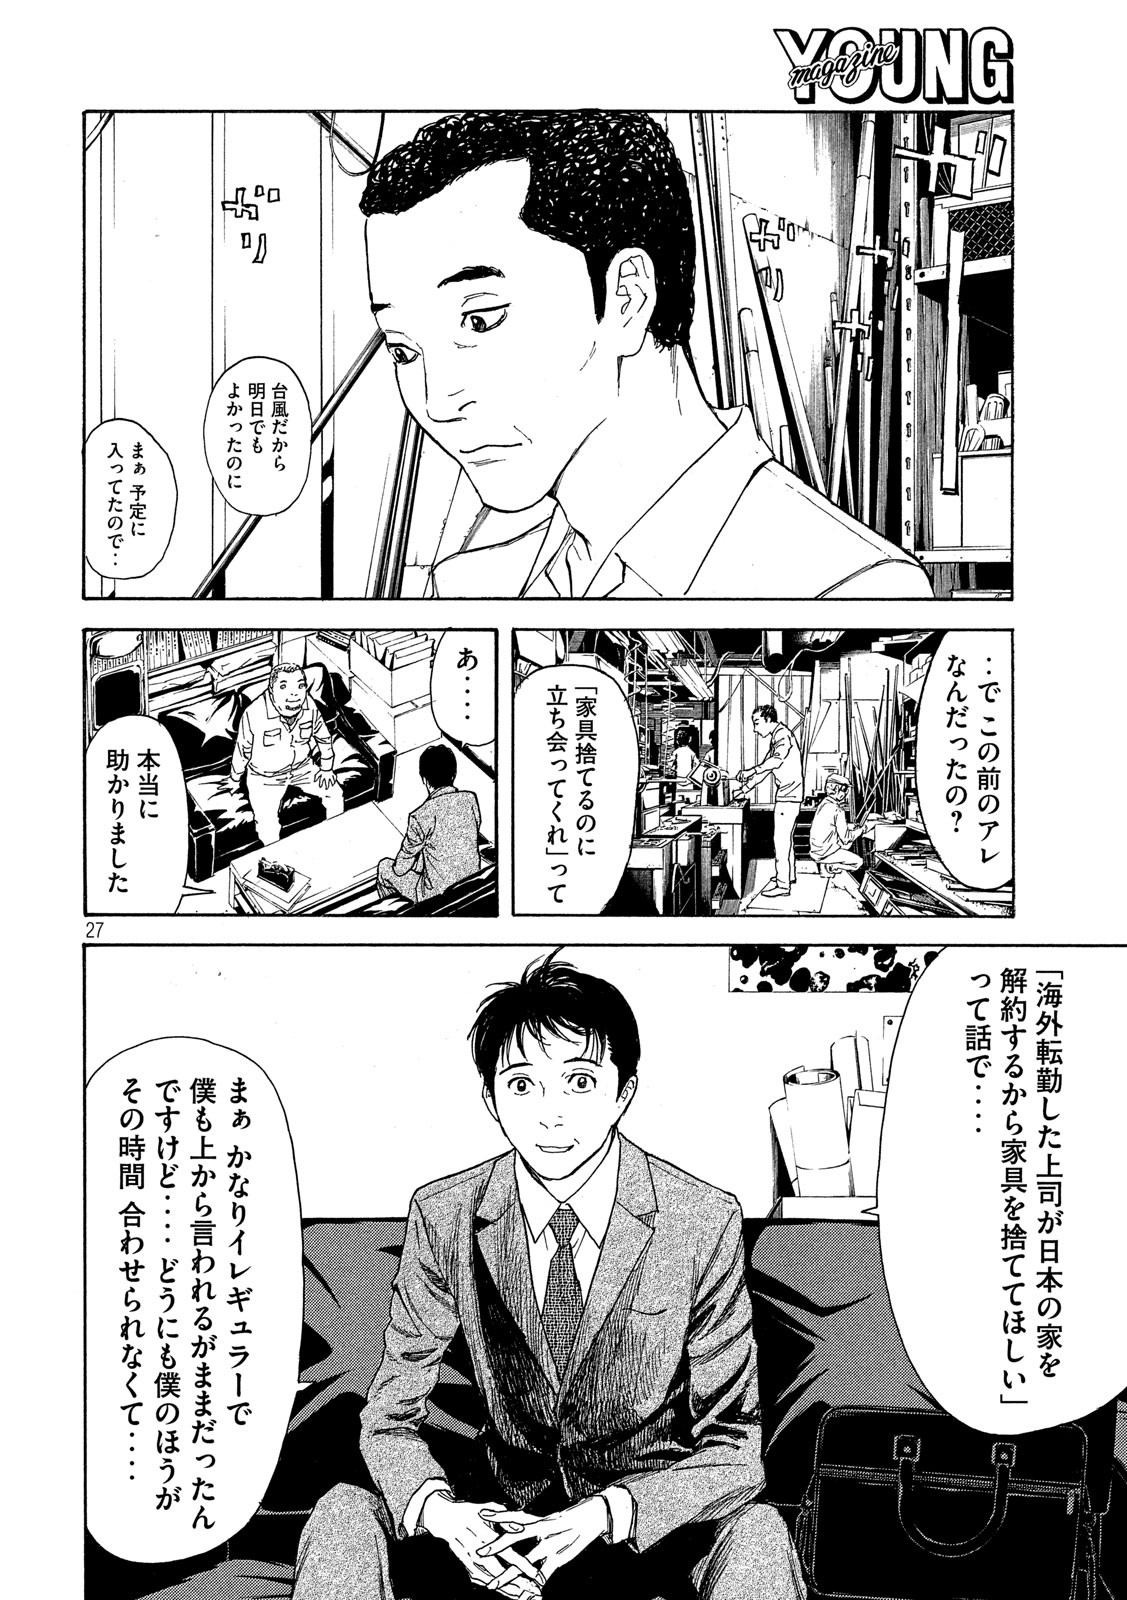 YOUNG
magazine
ギ
ギリ
ギギ
ギリ
台風だから
明日でも
よかったのに
まぁ 予定に
入ってたので‥
‥で この前のアレ
なんだったの?
「家具捨てるのに
立ち会ってくれ」って
あ‥‥
本当に
助かりました
27
「海外転勤した上司が日本の家を
解約するから家具を捨ててほしい」
って話で‥‥
まぁ かなりイレギュラーで
僕も上から言われるがままだったん
ですけど‥‥どうにも僕のほうが
その時間 合わせられなくて‥‥